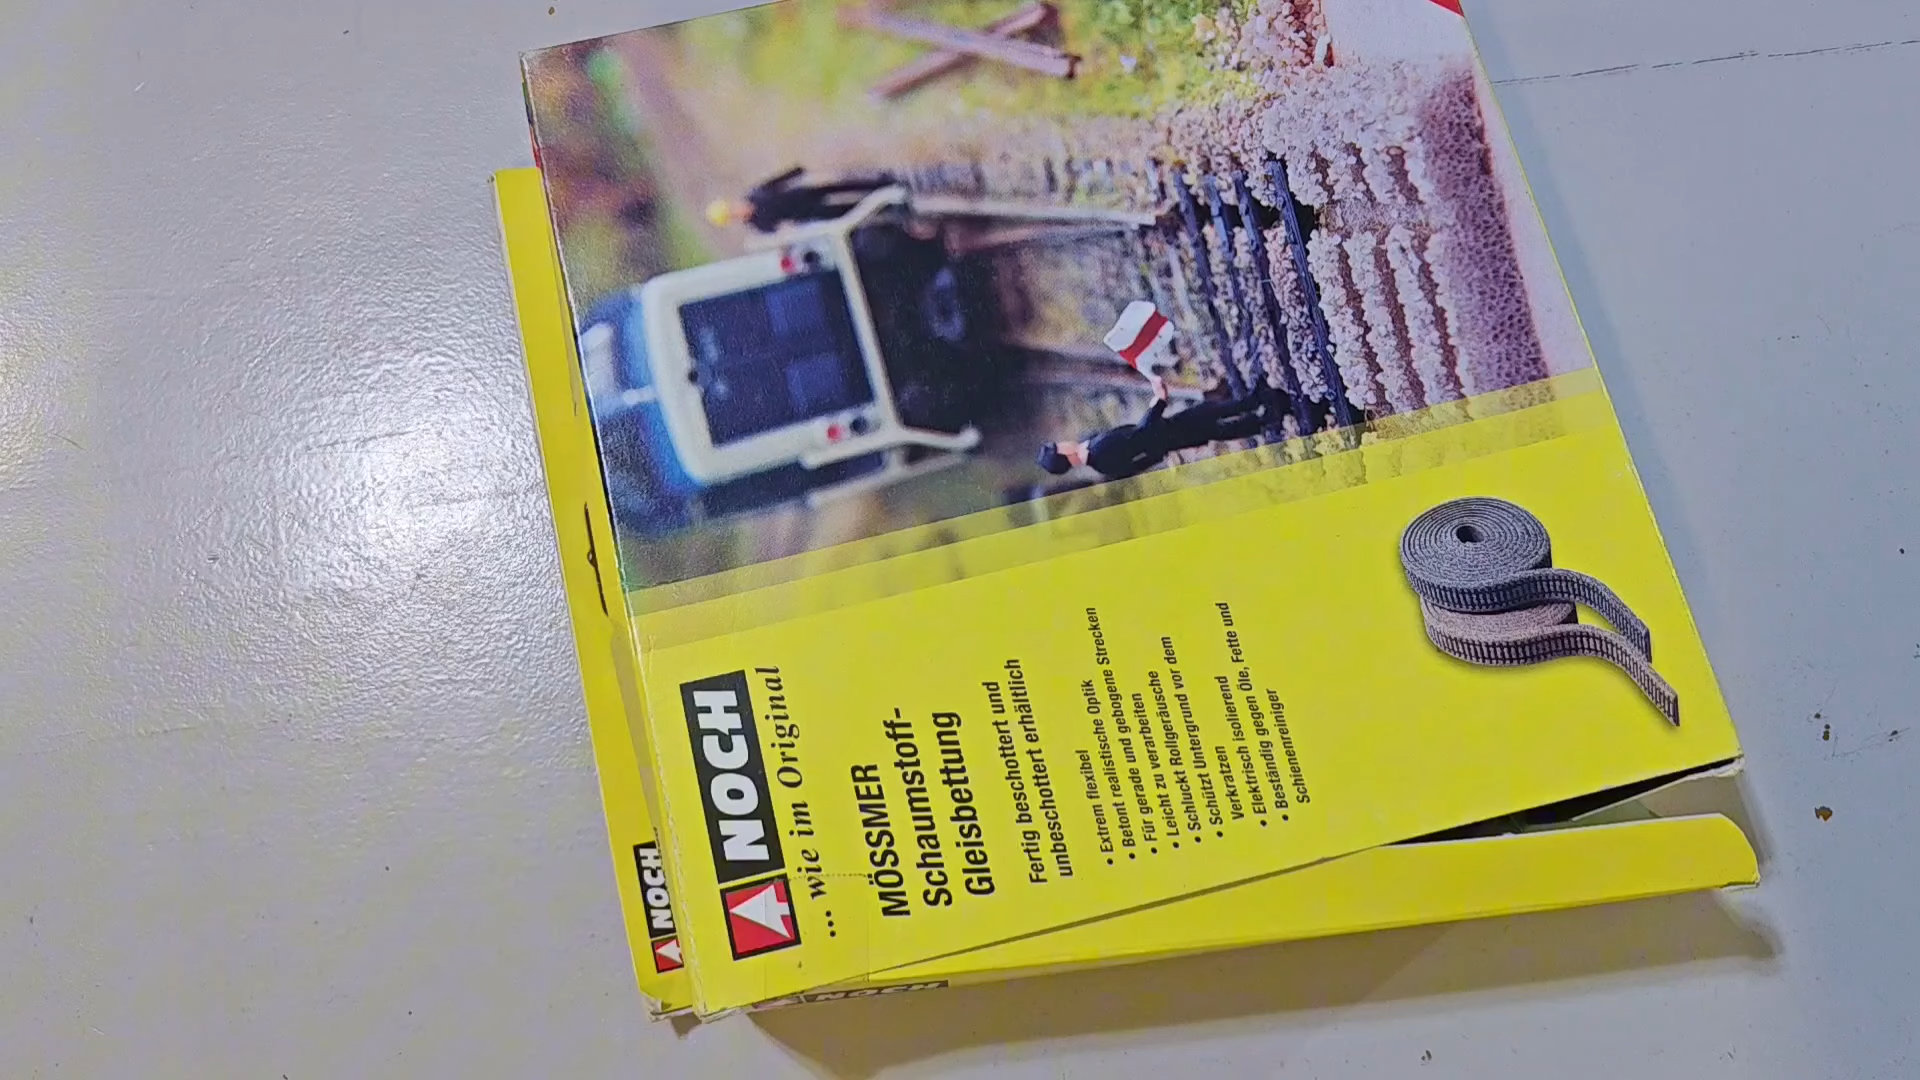 NOCH
... wie im Original
MÖSSMER
Schaumstoff-
Gleisbettung
Fertig beschottert und
unbeschottert erhältlich
• Extrem flexibel
• Betont realistische Optik
• Für gerade und gebogene Strecken
• Leicht zu verarbeiten
• Schluckt Rollgeräusche
• Schützt Untergrund vor dem
Verkratzen
• Elektrisch isolierend
• Beständig gegen Öle, Fette und
Schienenreiniger
NOCH
NOCH